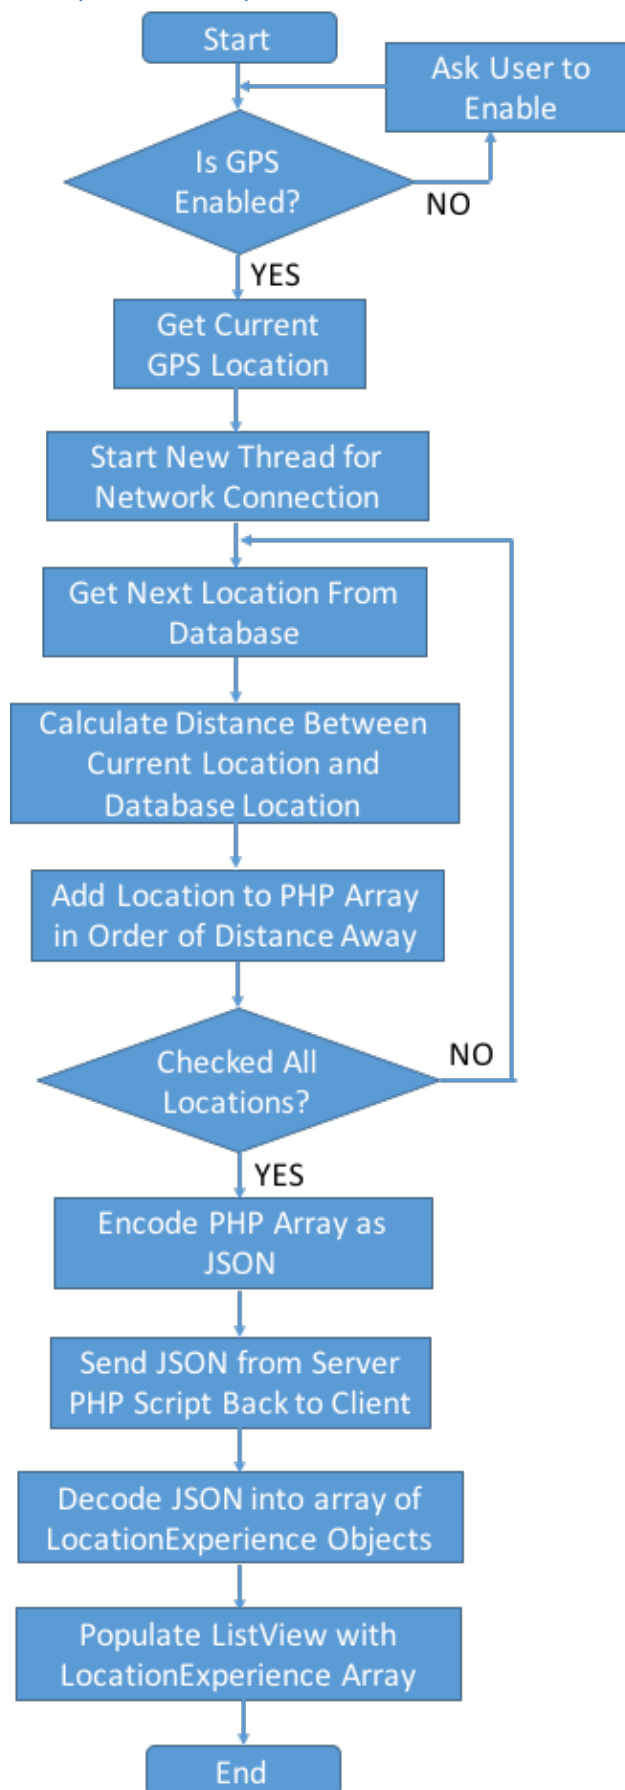 Start
Ask User to
Enable
Is GPS
Enabled?
NO
YES
Get Current
GPS Location
Start New Thread for
Network Connection
Get Next Location From
Database
Calculate Distance Between
Current Location and
Database Location
Add Location to PHP Array
in Order of Distance Away
Checked All
Locations?
NO
YES
Encode PHP Array as
JSON
Send JSON from Server
PHP Script Back to Client
Decode JSON into array of
LocationExperience Objects
Populate ListView with
LocationExperience Array
End